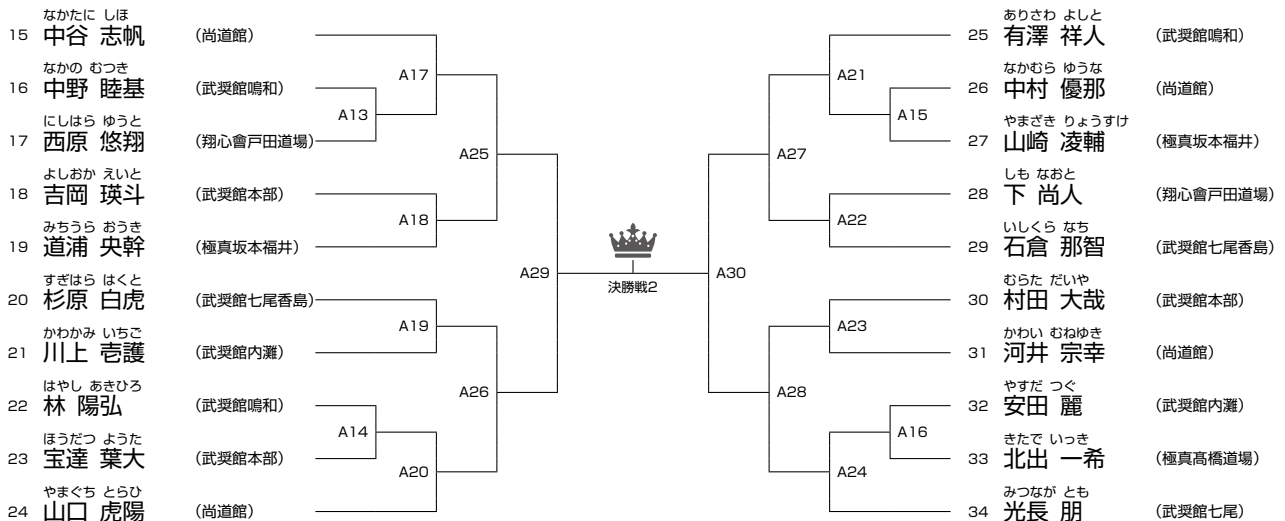 なかたに しほ
15 中谷 志帆 (尚道館)
なかの むつき
16 中野 睦基 (武奨館鳴和)
にしはら ゆうと
17 西原 悠翔 (翔心會戸田道場)
よしおか えいと
18 吉岡 瑛斗 (武奨館本部)
みちうら おうき
19 道浦 央幹 (極真坂本福井)
すぎはら はくと
20 杉原 白虎 (武奨館七尾香島)
かわかみ いちご
21 川上 壱護 (武奨館内灘)
はやし あきひろ
22 林 陽弘 (武奨館鳴和)
ほうだつ ようた
23 宝達 葉大 (武奨館本部)
やまぐち とらひ
24 山口 虎陽 (尚道館)
A17
A13
A25
A18
A29
A19
A26
A14
A20
決勝戦2
A30
A21
A15
A27
A22
A23
A28
A16
A24
ありさわ よしと
25 有澤 祥人 (武奨館鳴和)
なかむら ゆうな
26 中村 優那 (尚道館)
やまざき りょうすけ
27 山崎 凌輔 (極真坂本福井)
しも なおと
28 下 尚人 (翔心會戸田道場)
いしくら なち
29 石倉 那智 (武奨館七尾香島)
むらた だいや
30 村田 大哉 (武奨館本部)
かわい むねゆき
31 河井 宗幸 (尚道館)
やすだ つぐ
32 安田 麗 (武奨館内灘)
きたで いっき
33 北出 一希 (極真髙橋道場)
みつなが とも
34 光長 朋 (武奨館七尾)